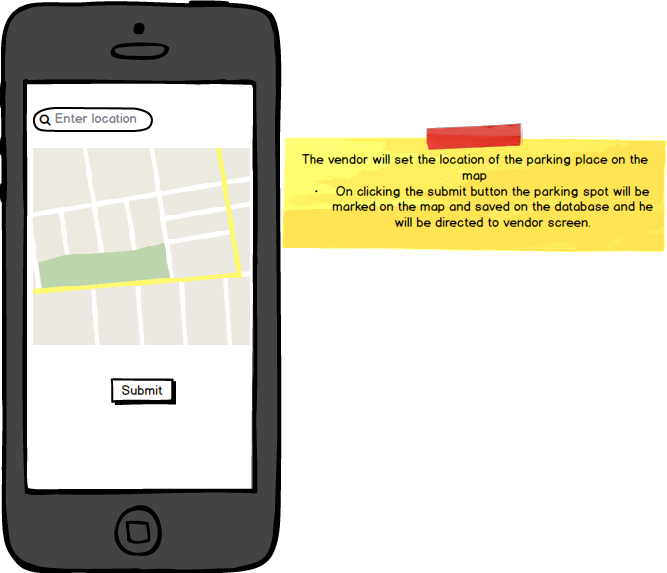 Enter location
The vendor will set the location of the parking place on the
map
· On clicking the submit button the parking spot will be
marked on the map and saved on the database and he
will be directed to vendor screen.
Submit